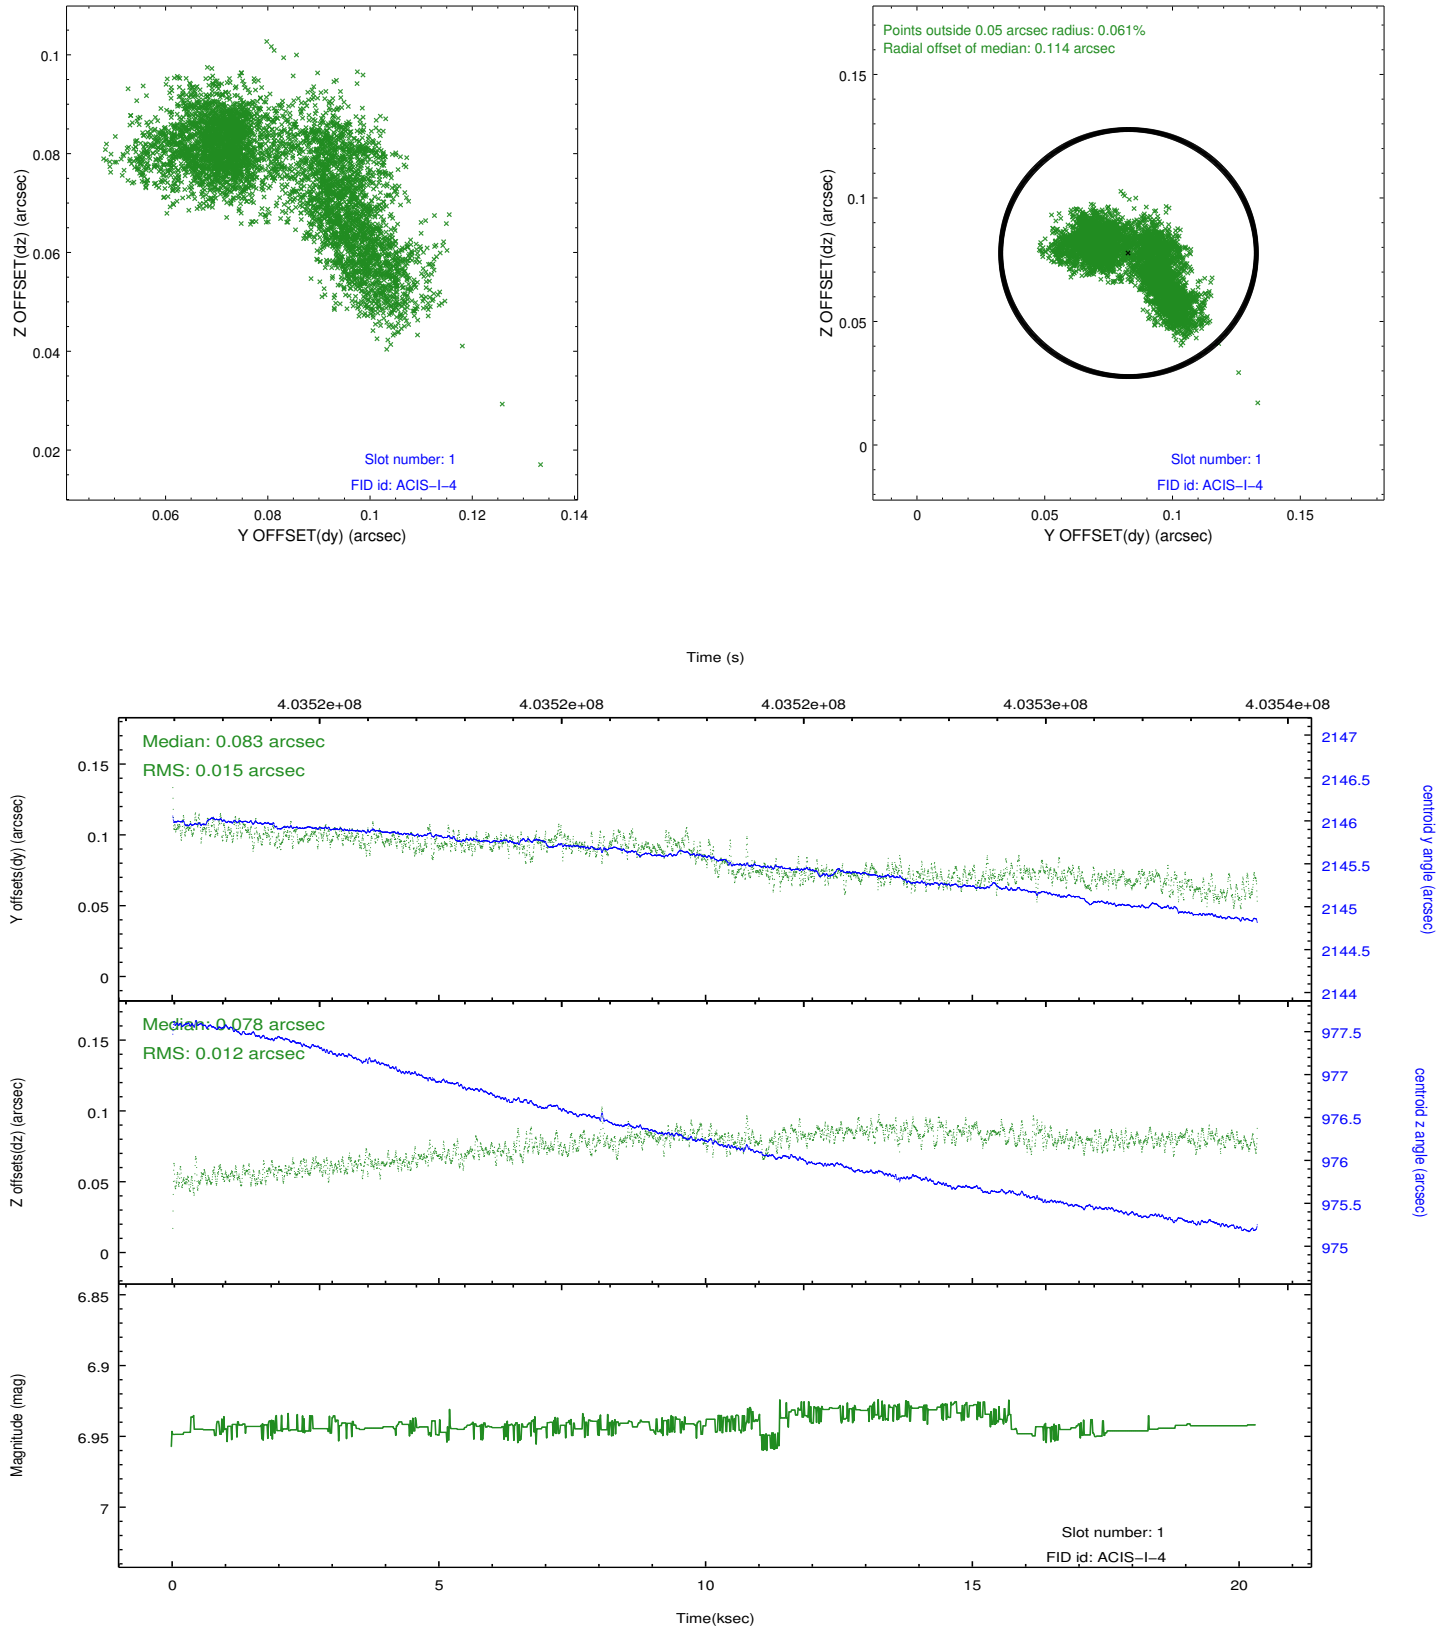 0.1
0.08
0.06
0.04
0.02
Z OFFSET(dz) (arcsec)
Slot number: 1
FID id: ACIS−I−4
0.06 0.08 0.1 0.12 0.14
Y OFFSET(dy) (arcsec)
Points outside 0.05 arcsec radius: 0.061%
Radial offset of median: 0.114 arcsec
0.15
0.1
0.05
0
Z OFFSET(dz) (arcsec)
Slot number: 1
FID id: ACIS−I−4
0 0.05 0.1 0.15
Y OFFSET(dy) (arcsec)
Time (s)
4.0352e+08 4.0352e+08 4.0352e+08 4.0353e+08 4.0354e+08
Median: 0.083 arcsec
RMS: 0.015 arcsec
0.15
0.1
0.05
0
Y offsets(dy) (arcsec)
2147
2146.5
2146
2145.5
2145
2144.5
2144
centroid y angle (arcsec)
Median: 0.078 arcsec
RMS: 0.012 arcsec
0.15
0.1
0.05
0
Z offsets(dz) (arcsec)
977.5
977
976.5
976
975.5
975
centroid z angle (arcsec)
6.85
6.9
6.95
7
Magnitude (mag)
Slot number: 1
FID id: ACIS−I−4
0 5 10 15 20
Time(ksec)